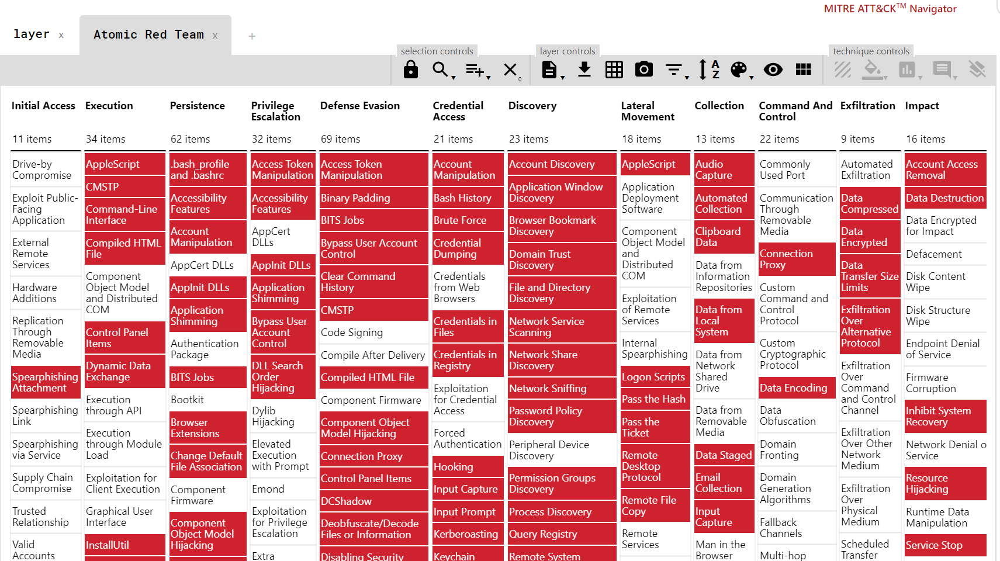 MITRE ATT&CK™ Navigator
layer x
Atomic Red Team x
+
selection controls
layer controls
technique controls
0
A
Z
Initial Access
11 items
Drive-by
Compromise
Exploit Public-
Facing
Application
External
Remote
Services
Hardware
Additions
Replication
Through
Removable
Media
Spearphishing
Attachment
Spearphishing
Link
Spearphishing
via Service
Supply Chain
Compromise
Trusted
Relationship
Valid
Accounts
Execution
34 items
AppleScript
CMSTP
Command-Line
Interface
Compiled HTML
File
Component
Object Model
and Distributed
COM
Control Panel
Items
Dynamic Data
Exchange
Execution
through API
Execution
through Module
Load
Exploitation for
Client Execution
Graphical User
Interface
InstallUtil
Persistence
62 items
.bash_profile
and .bashrc
Accessibility
Features
Account
Manipulation
AppCert DLLs
AppInit DLLs
Application
Shimming
Authentication
Package
BITS Jobs
Bootkit
Browser
Extensions
Change Default
File Association
Component
Firmware
Component
Object Model
Hijacking
Privilege
Escalation
32 items
Access Token
Manipulation
Accessibility
Features
AppCert
DLLs
AppInit DLLs
Application
Shimming
Bypass User
Account
Control
DLL Search
Order
Hijacking
Dylib
Hijacking
Elevated
Execution
with Prompt
Emond
Exploitation
for Privilege
Escalation
Extra
Defense Evasion
69 items
Access Token
Manipulation
Binary Padding
BITS Jobs
Bypass User Account
Control
Clear Command
History
CMSTP
Code Signing
Compile After Delivery
Compiled HTML File
Component Firmware
Component Object
Model Hijacking
Connection Proxy
Control Panel Items
DCShadow
Deobfuscate/Decode
Files or Information
Disabling Security
Credential
Access
21 items
Account
Manipulation
Bash History
Brute Force
Credential
Dumping
Credentials
from Web
Browsers
Credentials in
Files
Credentials in
Registry
Exploitation
for Credential
Access
Forced
Authentication
Hooking
Input Capture
Input Prompt
Kerberoasting
Keychain
Discovery
23 items
Account Discovery
Application Window
Discovery
Browser Bookmark
Discovery
Domain Trust
Discovery
File and Directory
Discovery
Network Service
Scanning
Network Share
Discovery
Network Sniffing
Password Policy
Discovery
Peripheral Device
Discovery
Permission Groups
Discovery
Process Discovery
Query Registry
Remote System
Lateral
Movement
18 items
AppleScript
Application
Deployment
Software
Component
Object Model
and
Distributed
COM
Exploitation
of Remote
Services
Internal
Spearphishing
Logon Scripts
Pass the Hash
Pass the
Ticket
Remote
Desktop
Protocol
Remote File
Copy
Remote
Services
Collection
13 items
Audio
Capture
Automated
Collection
Clipboard
Data
Data from
Information
Repositories
Data from
Local
System
Data from
Network
Shared
Drive
Data from
Removable
Media
Data Staged
Email
Collection
Input
Capture
Man in the
Browser
Command And
Control
22 items
Commonly
Used Port
Communication
Through
Removable
Media
Connection
Proxy
Custom
Command and
Control
Protocol
Custom
Cryptographic
Protocol
Data Encoding
Data
Obfuscation
Domain
Fronting
Domain
Generation
Algorithms
Fallback
Channels
Multi-hop
Exfiltration
9 items
Automated
Exfiltration
Data
Compressed
Data
Encrypted
Data
Transfer Size
Limits
Exfiltration
Over
Alternative
Protocol
Exfiltration
Over
Command
and Control
Channel
Exfiltration
Over Other
Network
Medium
Exfiltration
Over
Physical
Medium
Scheduled
Transfer
Impact
16 items
Account Access
Removal
Data Destruction
Data Encrypted
for Impact
Defacement
Disk Content
Wipe
Disk Structure
Wipe
Endpoint Denial
of Service
Firmware
Corruption
Inhibit System
Recovery
Network Denial o
Service
Resource
Hijacking
Runtime Data
Manipulation
Service Stop